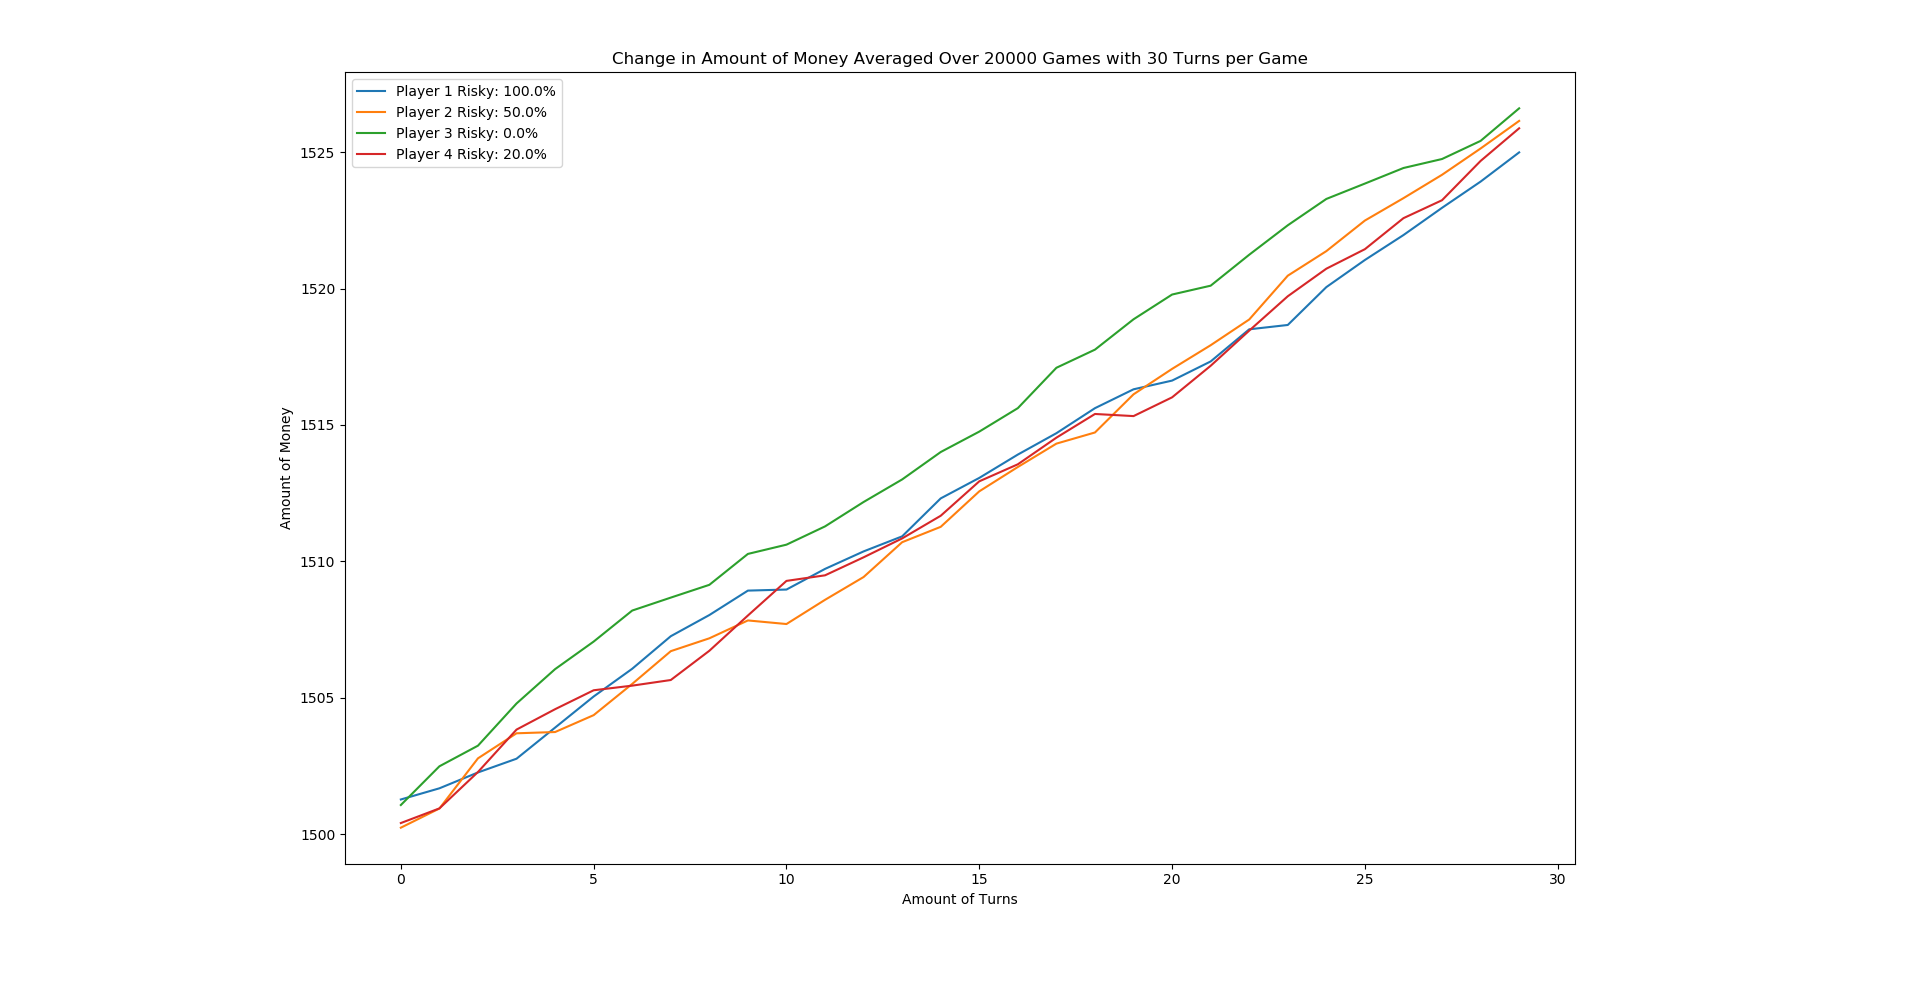 Change in Amount of Money Averaged Over 20000 Games with 30 Turns per Game
Player 1 Risky: 100.0%
Player 2 Risky: 50.0%
Player 3 Risky: 0.0%
Player 4 Risky: 20.0%
1525
1520
1515
1510
1505
1500
Amount of Money
0 5 10 15 20 25 30
Amount of Turns